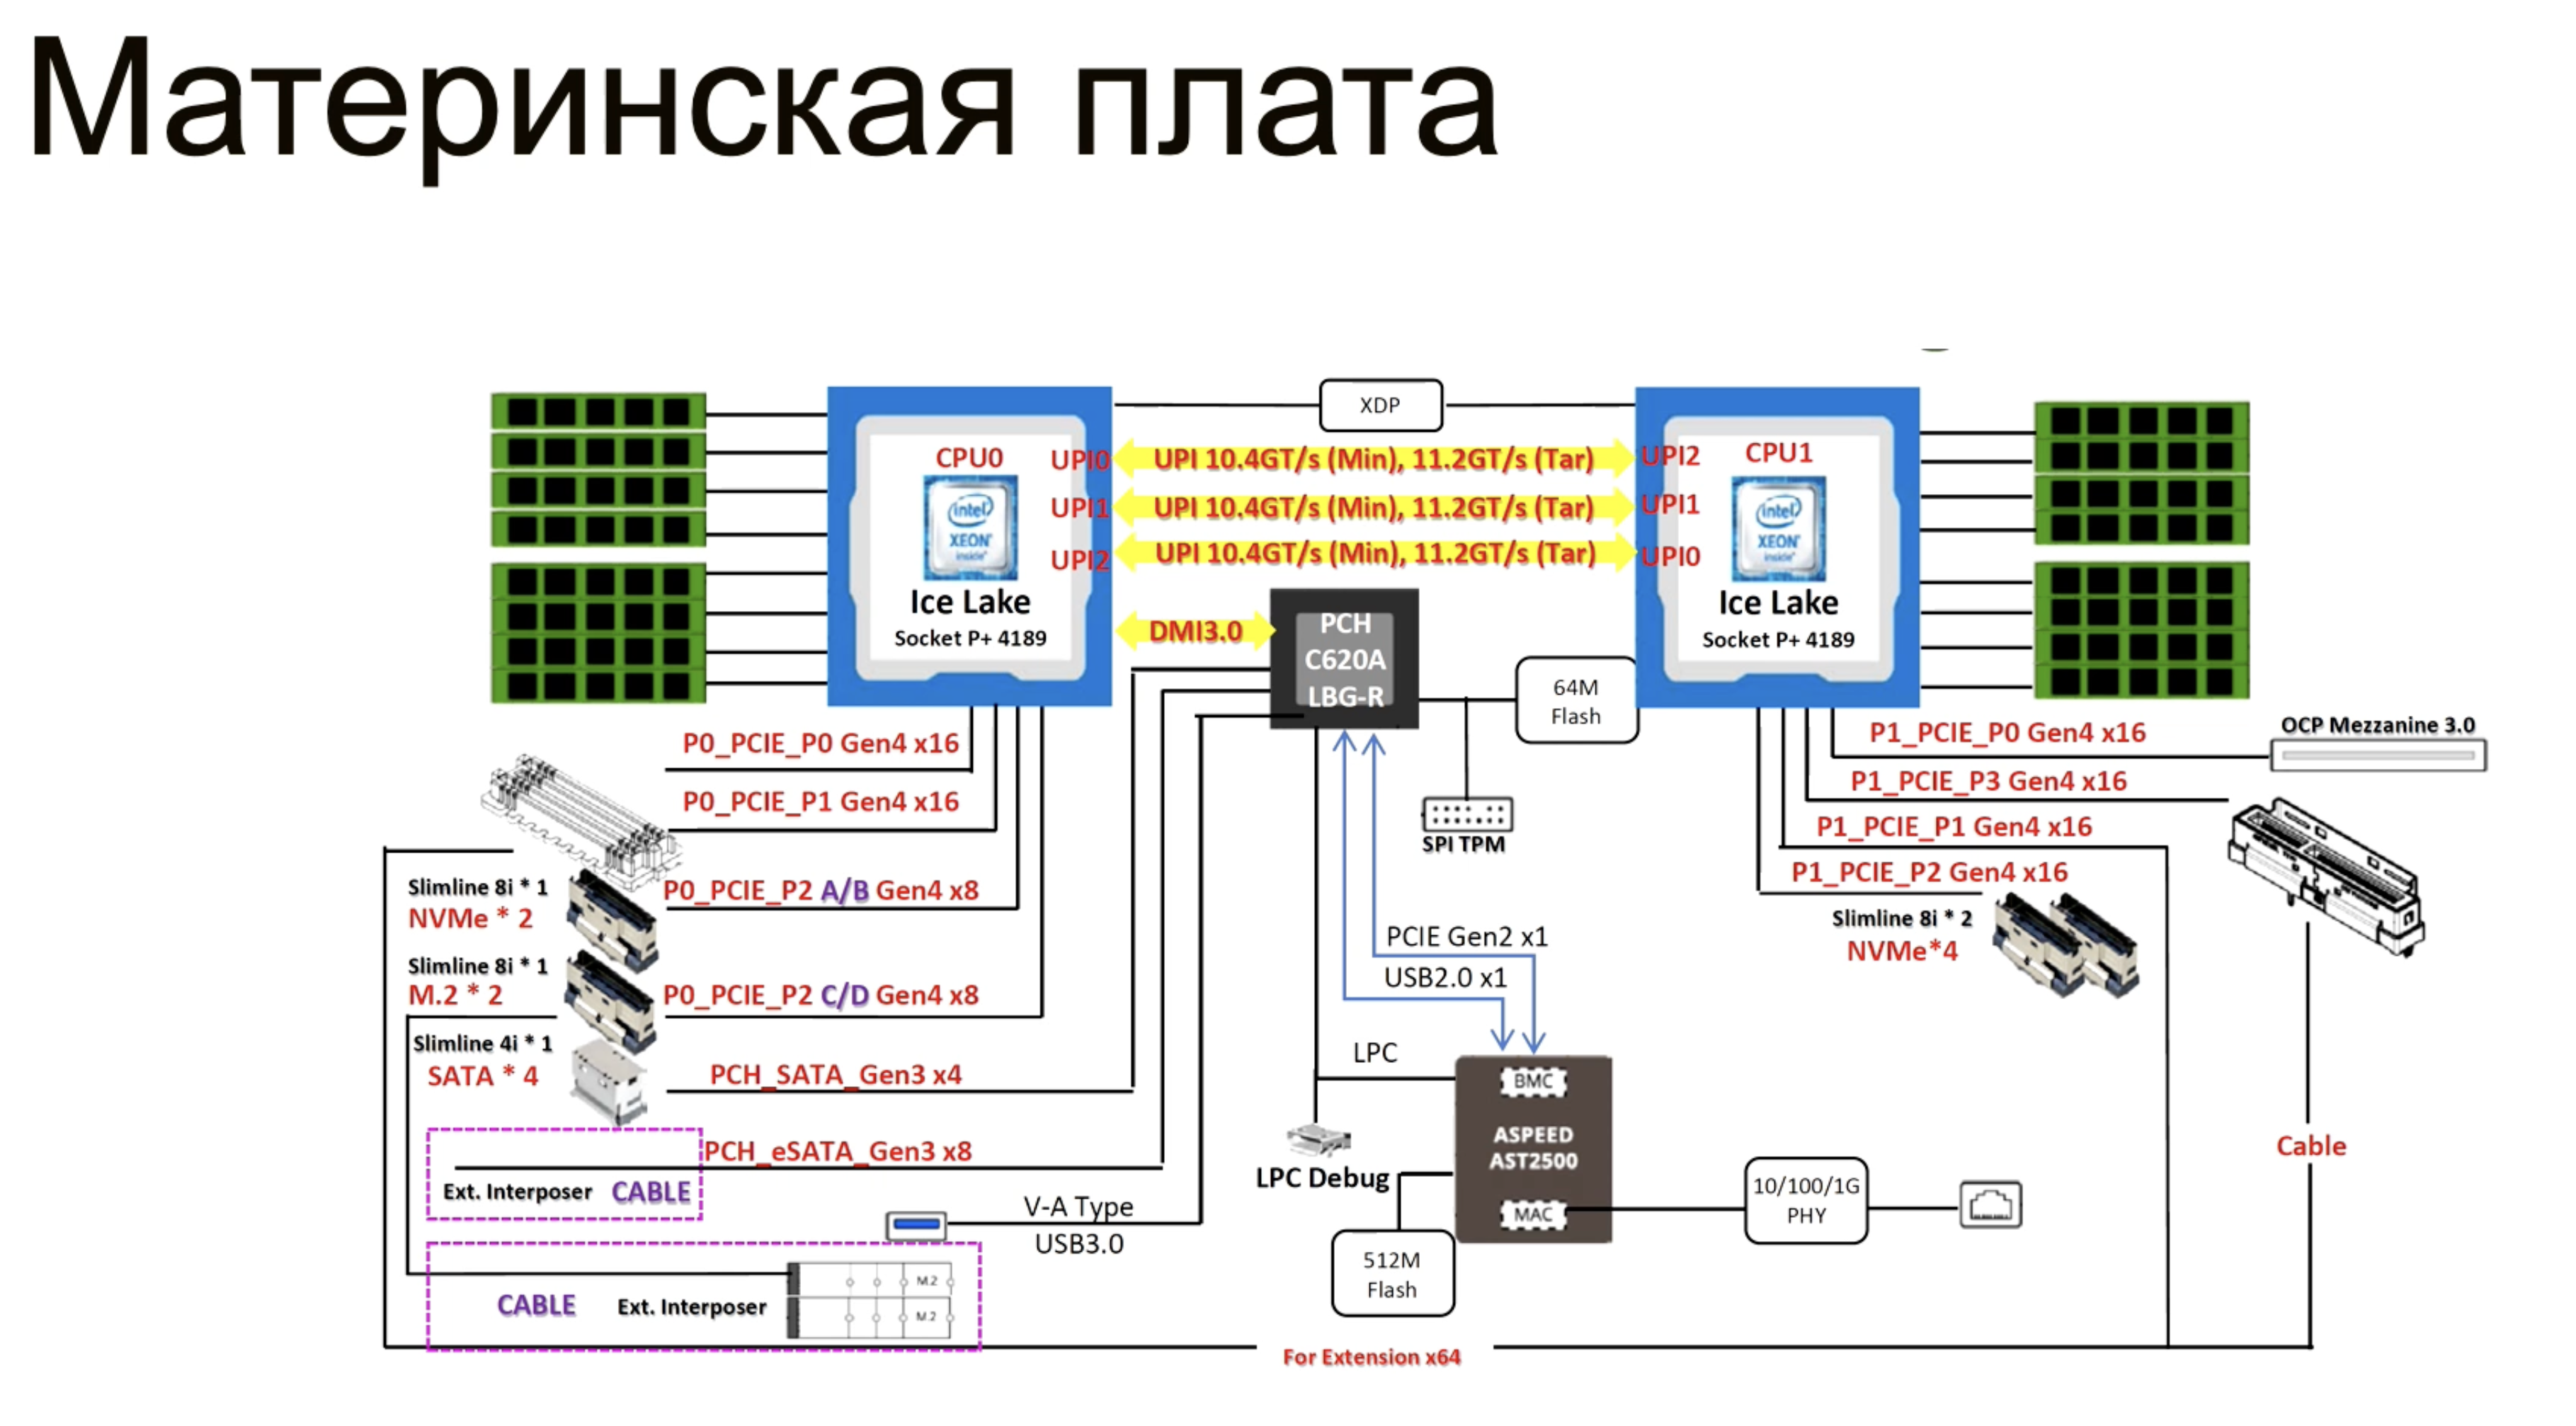 Материнская плата
XDP
CPU0
UPI0
UPI 10.4GT/s (Min), 11.2GT/s (Tar)
UPI2
CPU1
UPI1
UPI 10.4GT/s (Min), 11.2GT/s (Tar)
UPI1
UPI2
UPI 10.4GT/s (Min), 11.2GT/s (Tar)
UPI0
intel
XEON
inside
intel
XEON
inside
Ice Lake
Socket P+ 4189
Ice Lake
Socket P+ 4189
DMI3.0
PCH
C620A
LBG-R
64M
Flash
SPI TPM
P0_PCIE_P0 Gen4 x16
P0_PCIE_P1 Gen4 x16
Slimline 8i * 1
NVMe * 2
P0_PCIE_P2 A/B Gen4 x8
Slimline 8i * 1
M.2 * 2
P0_PCIE_P2 C/D Gen4 x8
Slimline 4i * 1
SATA * 4
PCH_SATA_Gen3 x4
PCH_eSATA_Gen3 x8
Ext. Interposer CABLE
V-A Type
USB3.0
CABLE Ext. Interposer
M.2
M.2
P1_PCIE_P0 Gen4 x16
OCP Mezzanine 3.0
P1_PCIE_P3 Gen4 x16
P1_PCIE_P1 Gen4 x16
P1_PCIE_P2 Gen4 x16
Slimline 8i * 2
NVMe*4
PCIE Gen2 x1
USB2.0 x1
LPC
BMC
ASPEED
AST2500
MAC
LPC Debug
512M
Flash
10/100/1G
PHY
Cable
For Extension x64